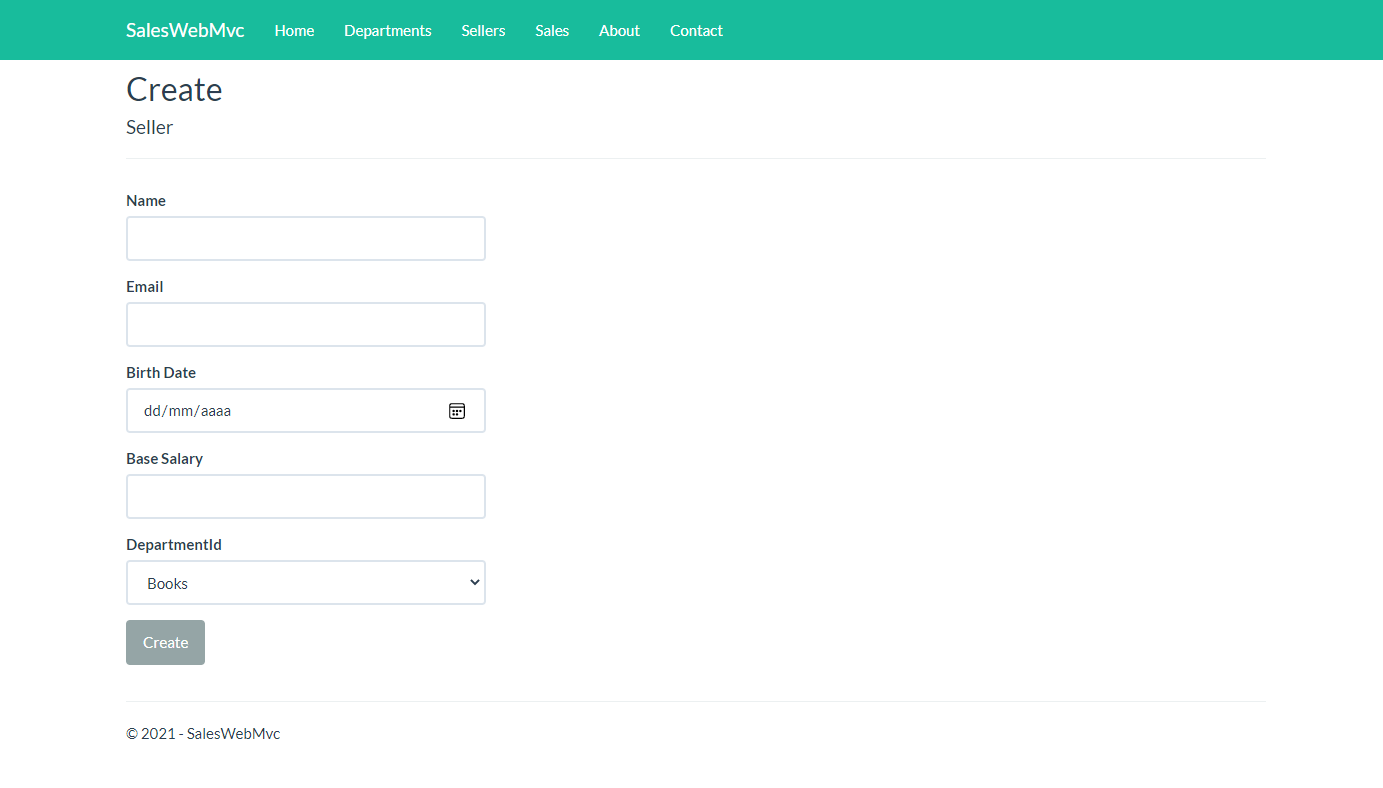 SalesWebMvc Home Departments Sellers Sales About Contact
Create
Seller
Name
Email
Birth Date
dd/mm/aaaa
Base Salary
DepartmentId
Books
Create
© 2021 - SalesWebMvc